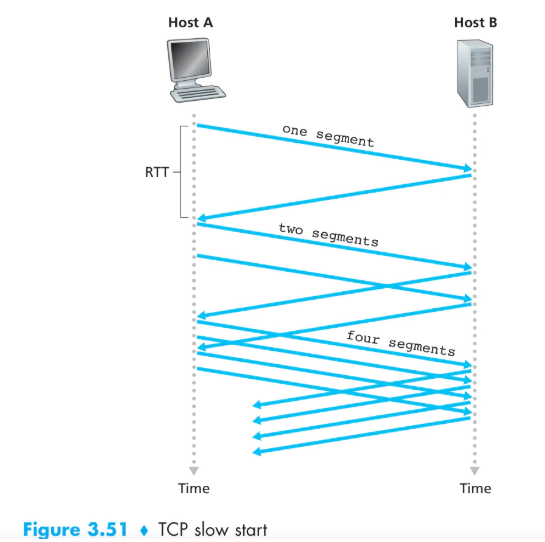 Host A
Host B
one segment
RTT
two segments
four segments
Time
Time
Figure 3.51 ♦ TCP slow start